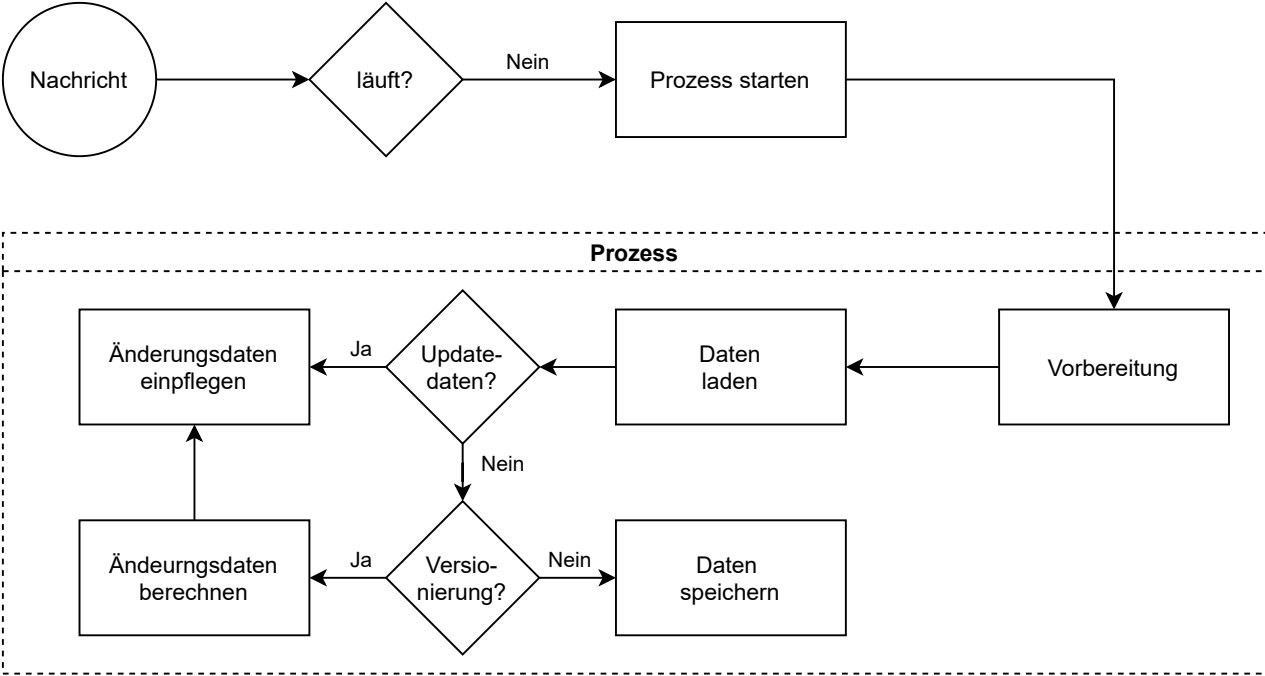 Nachricht
läuft?
Nein
Prozess starten
Prozess
Änderungsdaten
einpflegen
Ja
Update-
daten?
Daten
laden
Vorbereitung
Nein
Ändeurngsdaten
berechnen
Ja
Versio-
nierung?
Nein
Daten
speichern